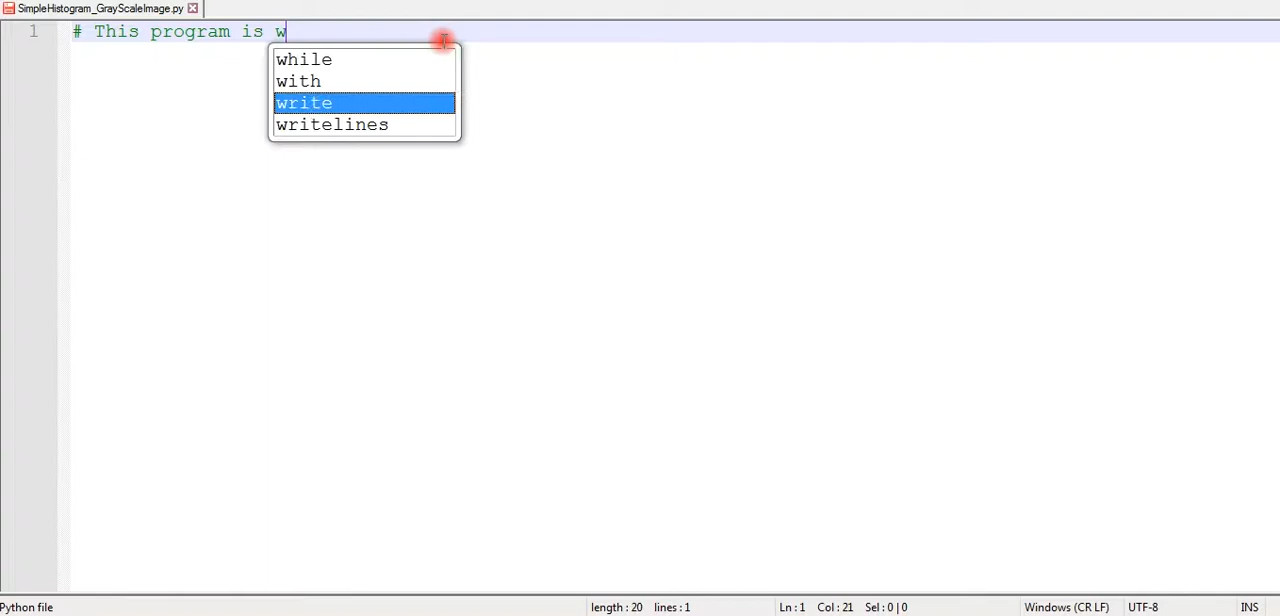 SimpleHistogram_GrayScaleImage.py
1 # This program is w
while
with
write
writelines
Python file length : 20 lines : 1 Ln : 1 Col : 21 Sel : 0 | 0 Windows (CR LF) UTF-8 INS